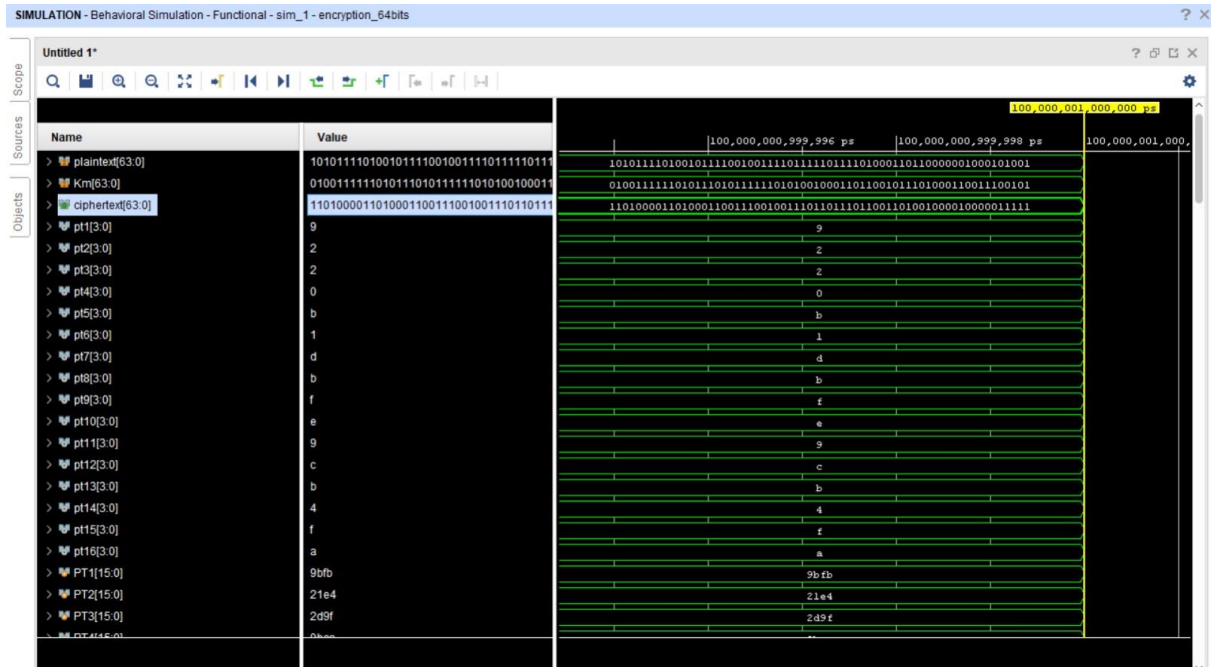 SIMULATION - Behavioral Simulation - Functional - sim_1 - encryption_64bits
Untitled 1*
Scope
Sources
Objects
100,000,001,000,000 ps
Name Value 100,000,000,999,996 ps 100,000,000,999,998 ps 100,000,001,000,
plaintext[63:0] 1010111101001011110010011110111110111 1010111101001011110010011110111110111101000110110000001000101001
Km[63:0] 0100111111010111010111111010100100011 0100111111010111010111111010100100011011001011101000110011100101
ciphertext[63:0] 1101000011010001100111001001110110111 1101000011010001100111001001110110111011001101001000010000011111
pt1[3:0] 9 9
pt2[3:0] 2 2
pt3[3:0] 2 2
pt4[3:0] 0 0
pt5[3:0] b b
pt6[3:0] 1 1
pt7[3:0] d d
pt8[3:0] b b
pt9[3:0] f f
pt10[3:0] e e
pt11[3:0] 9 9
pt12[3:0] c c
pt13[3:0] b b
pt14[3:0] 4 4
pt15[3:0] f f
pt16[3:0] a a
PT1[15:0] 9bfb 9bfb
PT2[15:0] 21e4 21e4
PT3[15:0] 2d9f 2d9f